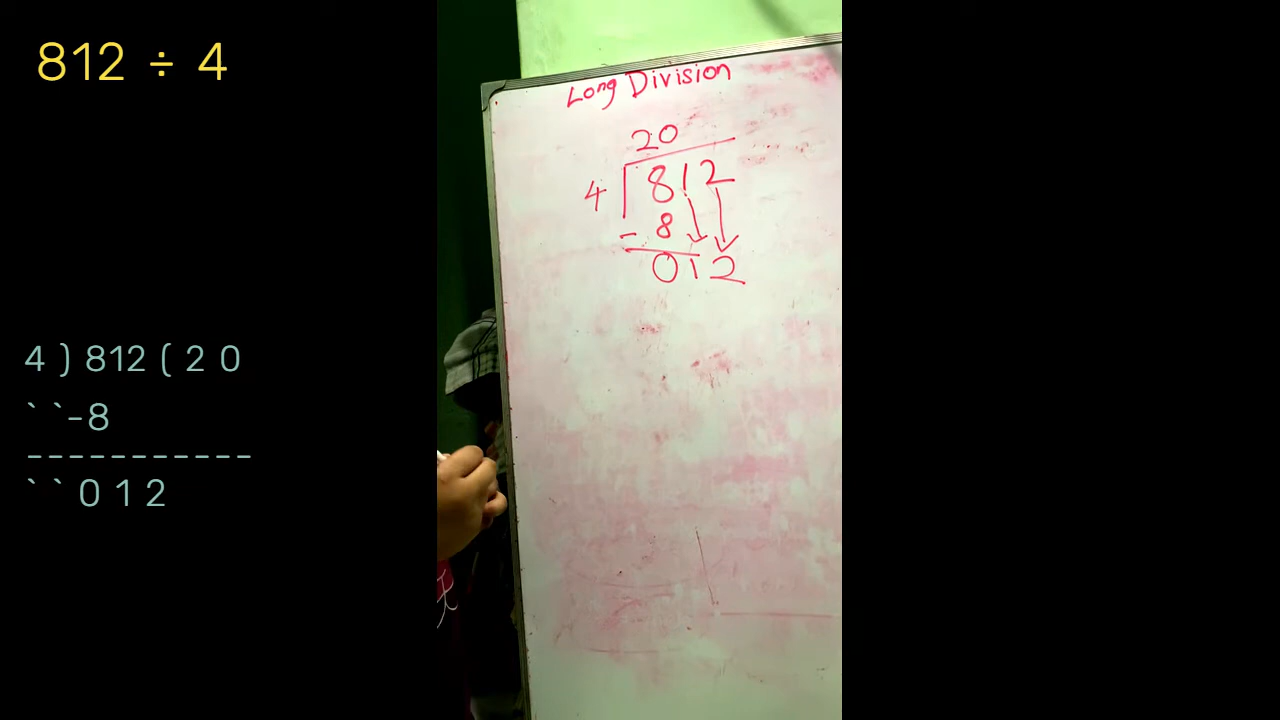 812 ÷ 4
4 ) 812 ( 2 0
` ` -8
-----------
` ` 0 1 2
Long Division
20
4 812
- 8
012